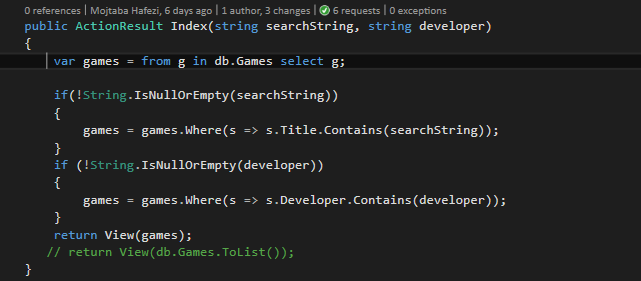 0 references | Mojtaba Hafezi, 6 days ago | 1 author, 3 changes | 6 requests | 0 exceptions
public ActionResult Index(string searchString, string developer)
{
var games = from g in db.Games select g;
if(!String.IsNullOrEmpty(searchString))
{
games = games.Where(s => s.Title.Contains(searchString));
}
if (!String.IsNullOrEmpty(developer))
{
games = games.Where(s => s.Developer.Contains(developer));
}
return View(games);
// return View(db.Games.ToList());
}